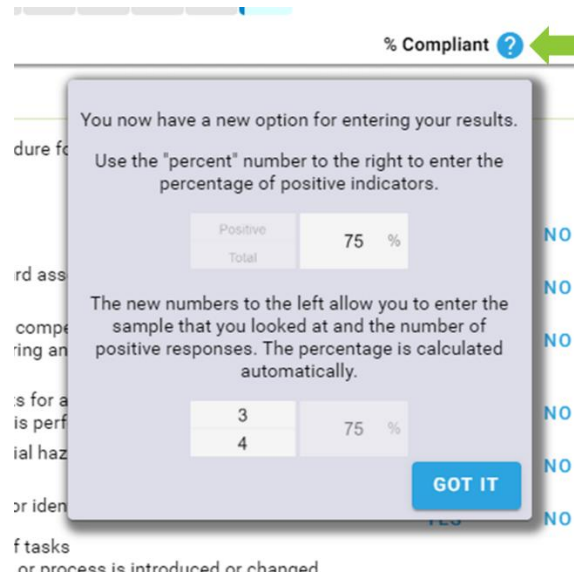 % Compliant ?
You now have a new option for entering your results.
dure fo
Use the "percent" number to the right to enter the
percentage of positive indicators.
Positive
Total
75 %
NO
rd ass
NO
The new numbers to the left allow you to enter the
sample that you looked at and the number of
compe
NO
ring an
positive responses. The percentage is calculated
automatically.
s for a
is perf
3
4
75 %
NO
ial haz
NO
GOT IT
or iden
YES NO
f tasks
or process is introduced or changed